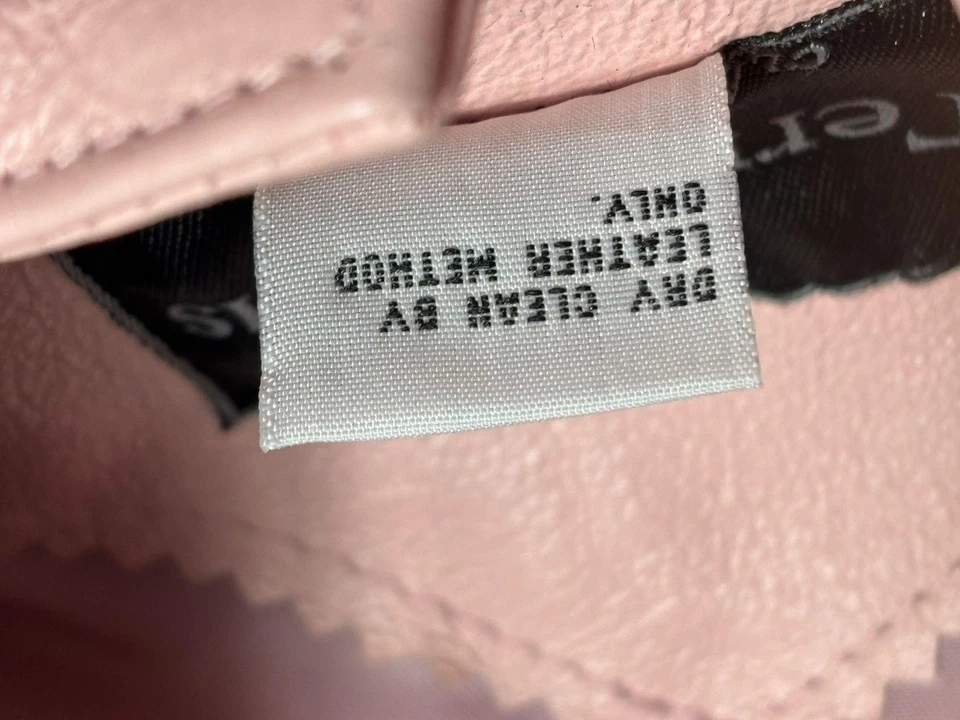 DRY CLEAN BY
LEATHER METHOD
ONLY.